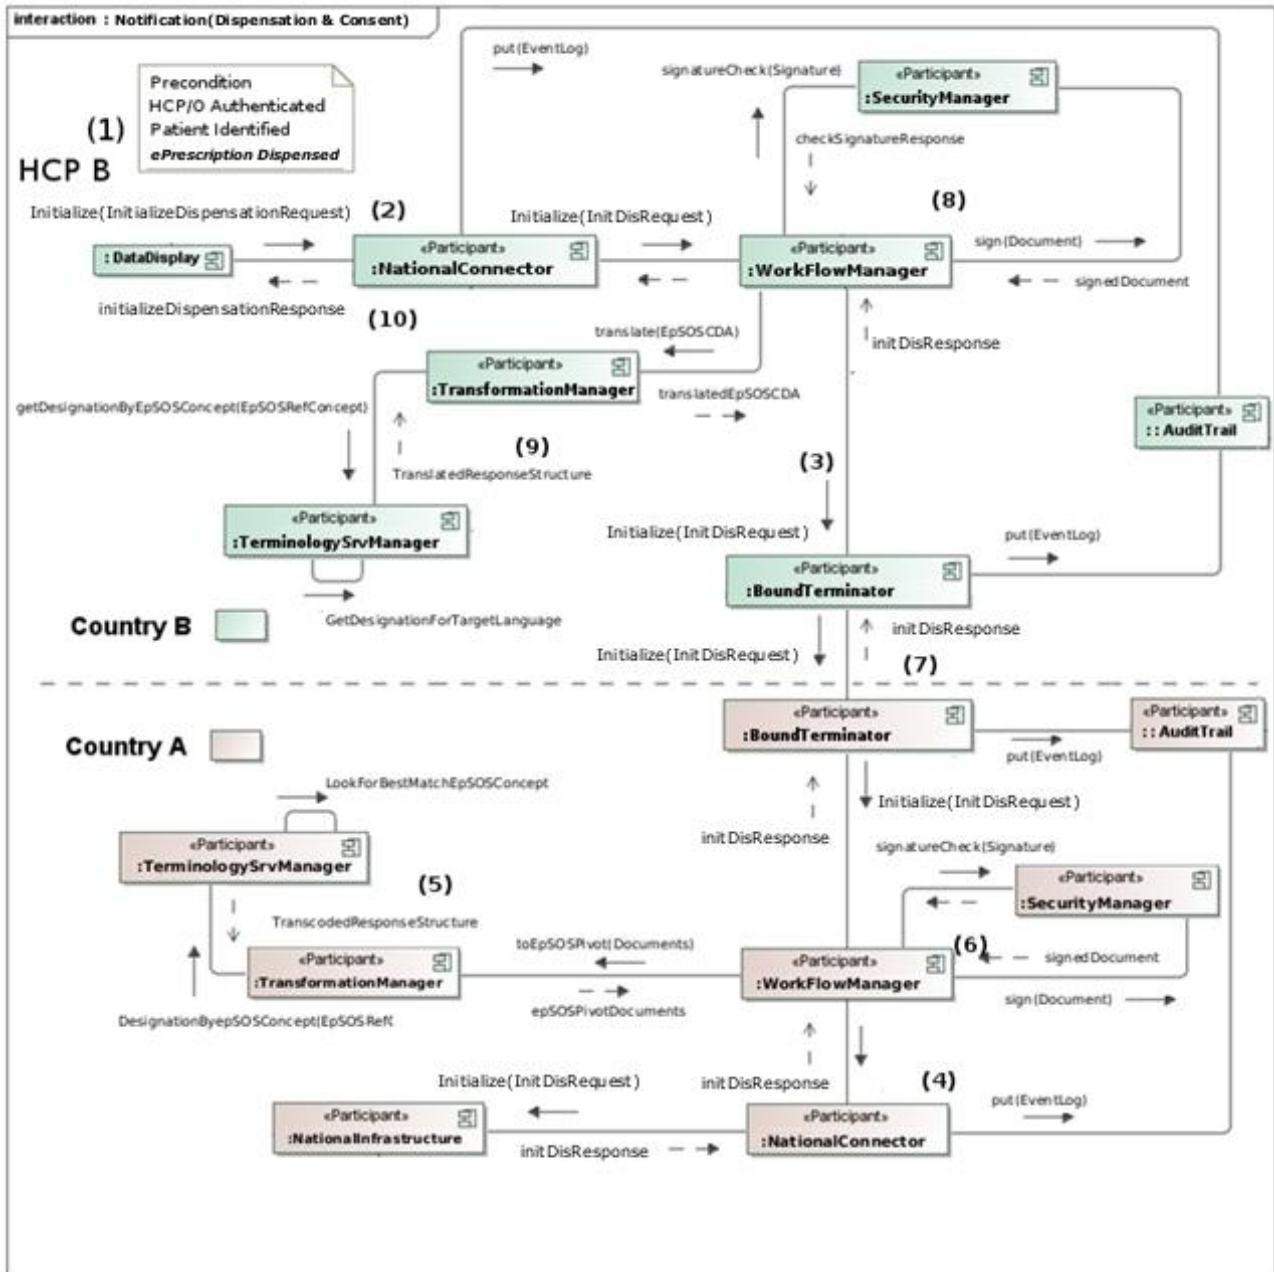 interaction : Notification(Dispensation & Consent)
put(EventLog)
signatureCheck(Signature)
«Participant»
:SecurityManager
Precondition
HCP/O Authenticated
Patient Identified
ePrescription Dispensed
(1)
HCP B
checkSignatureResponse
Initialize(InitializeDispensationRequest)
(2)
Initialize(InitDisRequest)
(8)
: DataDisplay
«Participant»
:NationalConnector
«Participant»
:WorkFlowManager
sign(Document)
signedDocument
initializeDispensationResponse
(10)
translate(EpSOSCDA)
initDisResponse
«Participant»
:TransformationManager
translatedEpSOSCDA
getDesignationByEpSOSConcept(EpSOSRefConcept)
«Participant»
: : AuditTrail
(9)
TranslatedResponseStructure
(3)
«Participant»
:TerminologySrvManager
Initialize(InitDisRequest)
put(EventLog)
«Participant»
:BoundTerminator
GetDesignationForTargetLanguage
Country B
initDisResponse
Initialize(InitDisRequest)
(7)
«Participant»
:BoundTerminator
«Participant»
: : AuditTrail
Country A
put(EventLog)
LookForBestMatchEpSOSConcept
Initialize(InitDisRequest)
initDisResponse
«Participant»
:TerminologySrvManager
signatureCheck(Signature)
(5)
«Participant»
:SecurityManager
TranscodedResponseStructure
toEpSOSPivot(Documents)
(6)
«Participant»
:TransformationManager
«Participant»
:WorkFlowManager
signedDocument
sign(Document)
DesignationByepSOSConcept(EpSOSRef
epSOSPivotDocuments
Initialize(InitDisRequest)
initDisResponse
(4)
put(EventLog)
«Participant»
:NationalInfrastructure
«Participant»
:NationalConnector
initDisResponse